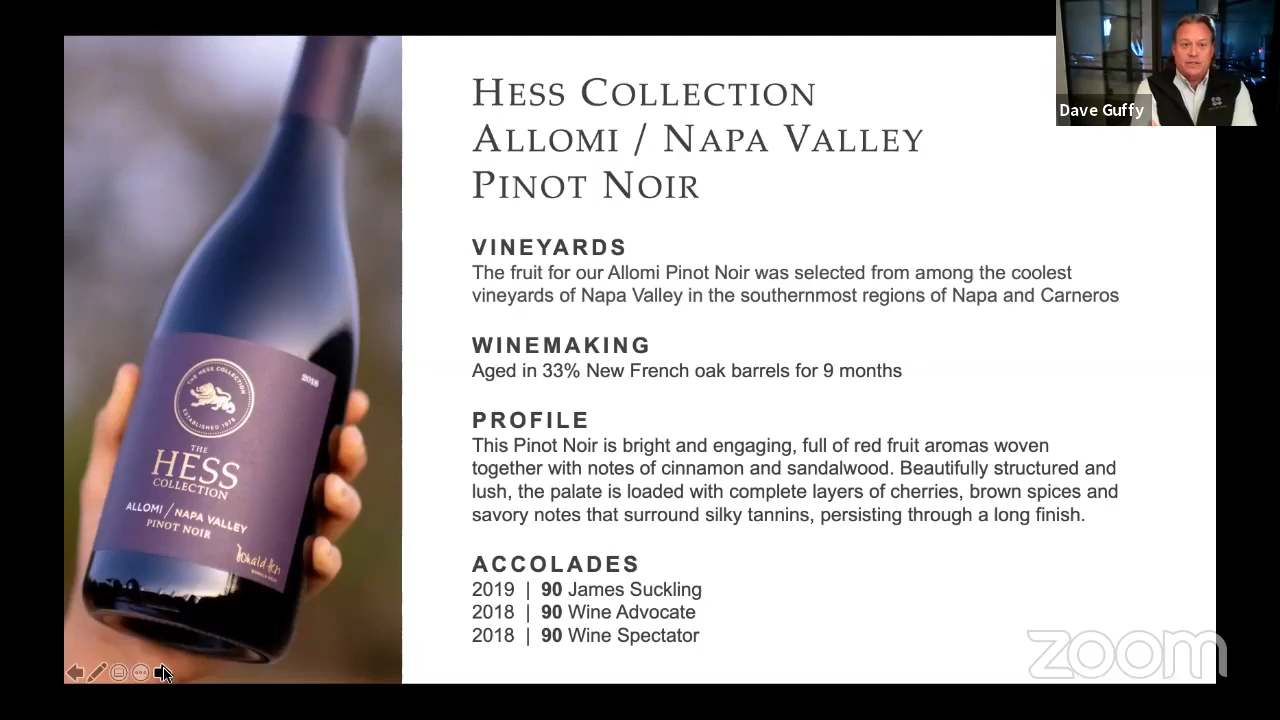 HESS COLLECTION
ALLOMI / NAPA VALLEY
PINOT NOIR
Dave Guffy
VINEYARDS
The fruit for our Allomi Pinot Noir was selected from among the coolest
vineyards of Napa Valley in the southernmost regions of Napa and Carneros
WINEMAKING
Aged in 33% New French oak barrels for 9 months
PROFILE
This Pinot Noir is bright and engaging, full of red fruit aromas woven
together with notes of cinnamon and sandalwood. Beautifully structured and
lush, the palate is loaded with complete layers of cherries, brown spices and
savory notes that surround silky tannins, persisting through a long finish.
ACCOLADES
2019 | 90 James Suckling
2018 | 90 Wine Advocate
2018 | 90 Wine Spectator
THE HESS COLLECTION
ESTABLISHED 1978
2018
THE
HESS
COLLECTION
ALLOMI / NAPA VALLEY
PINOT NOIR
zoom